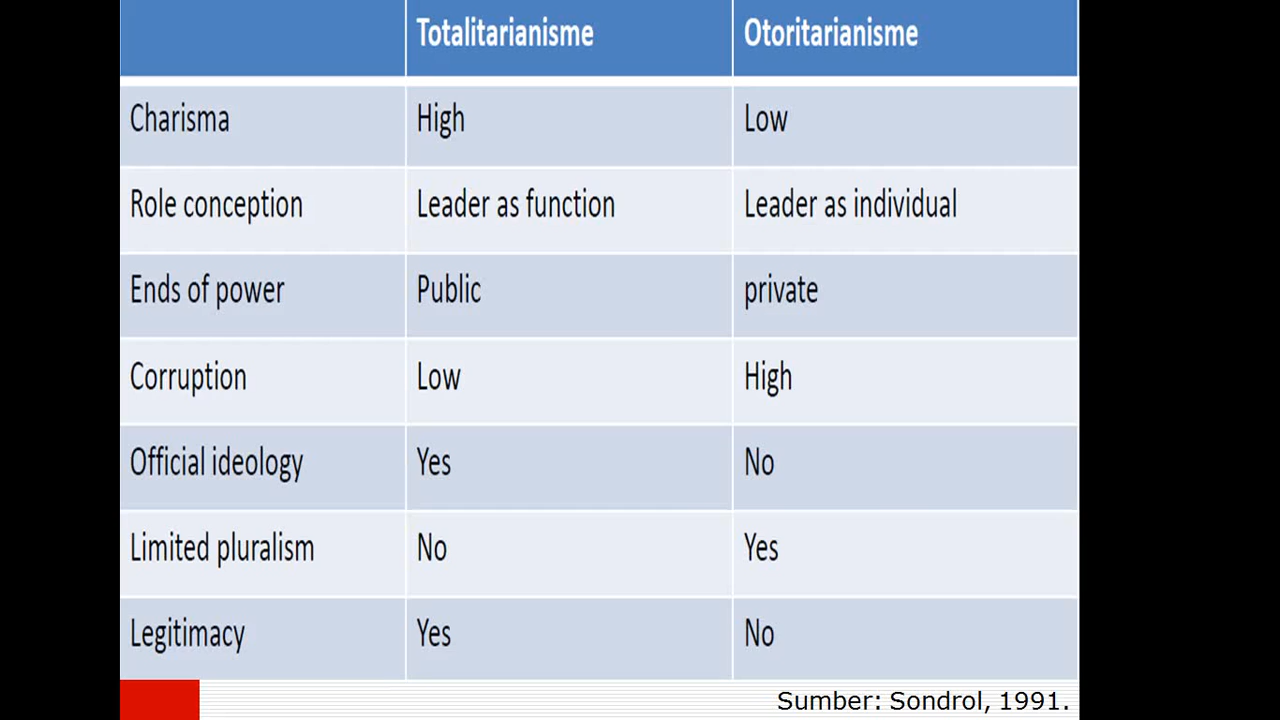 Totalitarianisme Otoritarianisme
Charisma High Low
Role conception Leader as function Leader as individual
Ends of power Public private
Corruption Low High
Official ideology Yes No
Limited pluralism No Yes
Legitimacy Yes No
Sumber: Sondrol, 1991.